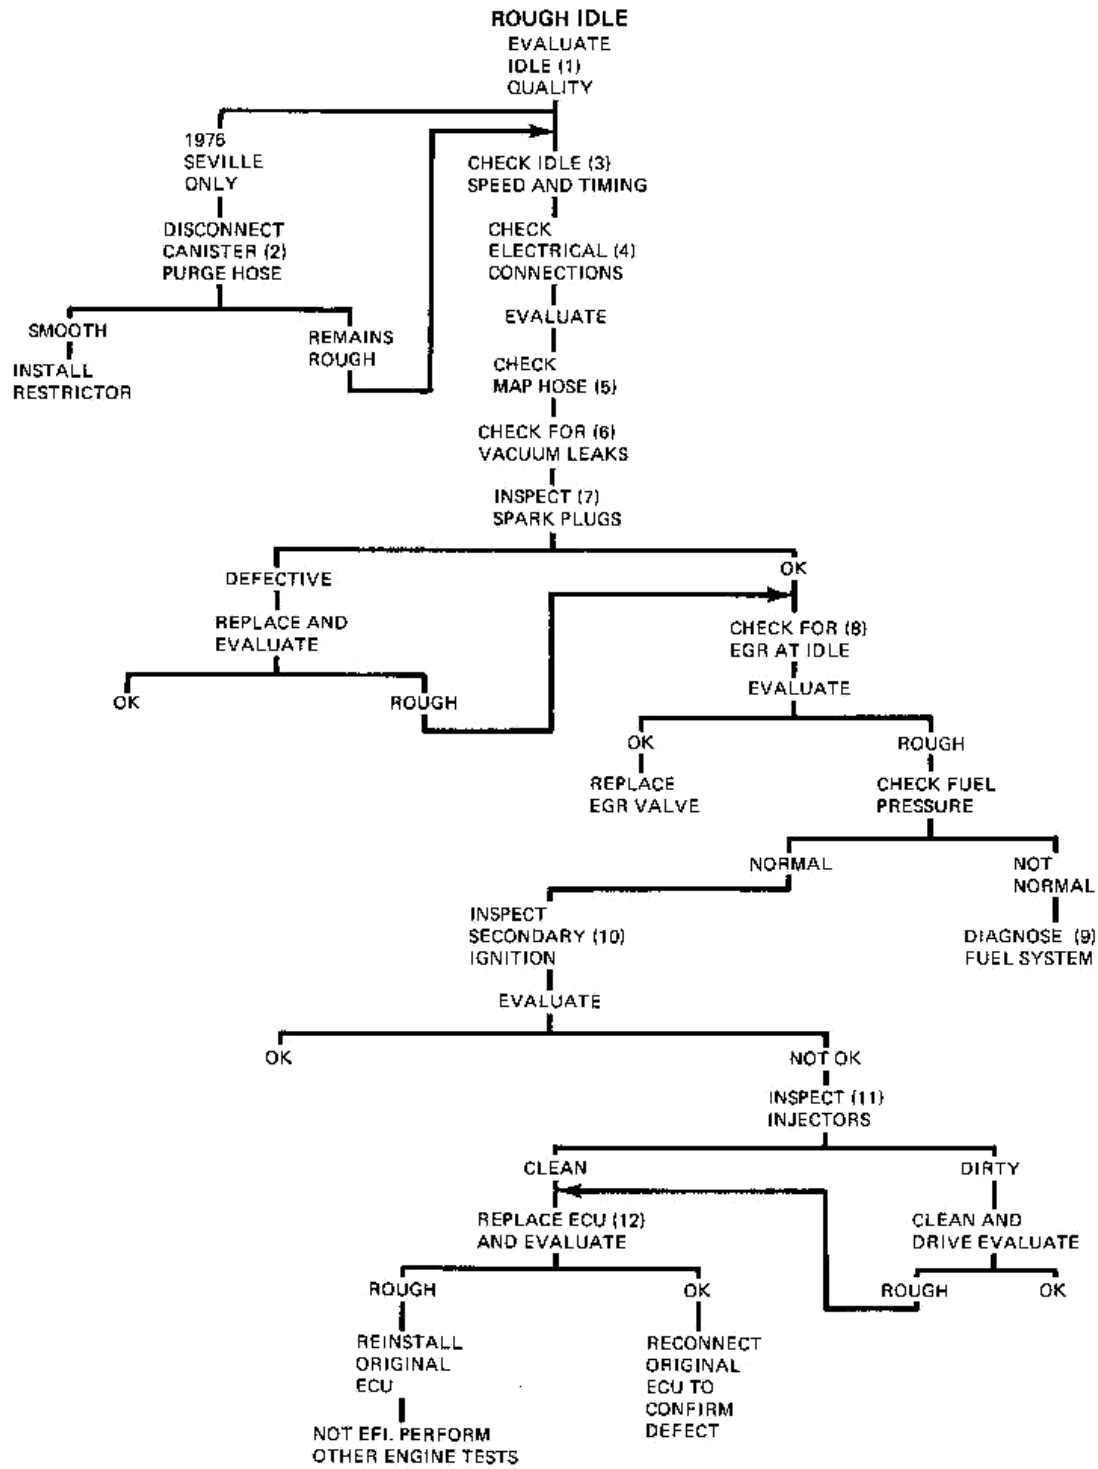 ROUGH IDLE
EVALUATE
IDLE (1)
QUALITY
1976
SEVILLE
ONLY
DISCONNECT
CANISTER (2)
PURGE HOSE
SMOOTH
INSTALL
RESTRICTOR
REMAINS
ROUGH
CHECK IDLE (3)
SPEED AND TIMING
CHECK
ELECTRICAL (4)
CONNECTIONS
EVALUATE
CHECK
MAP HOSE (5)
CHECK FOR (6)
VACUUM LEAKS
INSPECT (7)
SPARK PLUGS
DEFECTIVE
REPLACE AND
EVALUATE
OK
ROUGH
OK
CHECK FOR (8)
EGR AT IDLE
EVALUATE
OK
REPLACE
EGR VALVE
ROUGH
CHECK FUEL
PRESSURE
NORMAL
NOT
NORMAL
DIAGNOSE (9)
FUEL SYSTEM
INSPECT
SECONDARY (10)
IGNITION
EVALUATE
OK
NOT OK
INSPECT (11)
INJECTORS
CLEAN
DIRTY
REPLACE ECU (12)
AND EVALUATE
CLEAN AND
DRIVE EVALUATE
ROUGH
OK
ROUGH
OK
REINSTALL
ORIGINAL
ECU
NOT EFI. PERFORM
OTHER ENGINE TESTS
RECONNECT
ORIGINAL
ECU TO
CONFIRM
DEFECT